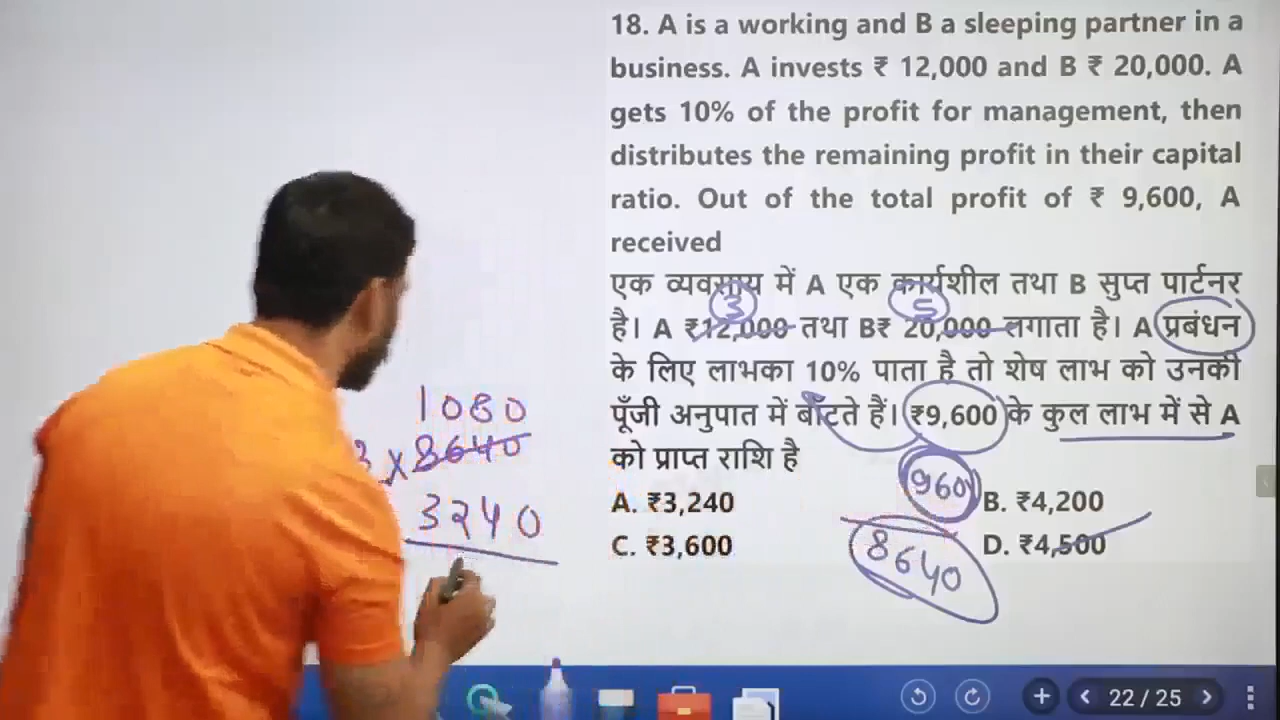 18. A is a working and B a sleeping partner in a
business. A invests ₹ 12,000 and B ₹ 20,000. A
gets 10% of the profit for management, then
distributes the remaining profit in their capital
ratio. Out of the total profit of ₹ 9,600, A
received
एक व्यवसाय में A एक कार्यशील तथा B सुप्त पार्टनर
3 5
है। A ₹12,000 तथा B₹ 20,000 लगाता है। A प्रबंधन
के लिए लाभका 10% पाता है तो शेष लाभ को उनकी
पूँजी अनुपात में बाँटते हैं। ₹9,600 के कुल लाभ में से A
को प्राप्त राशि है
960
A. ₹3,240 B. ₹4,200
C. ₹3,600 D. ₹4,500
8640
1080
3 × 8640
3240
22 / 25